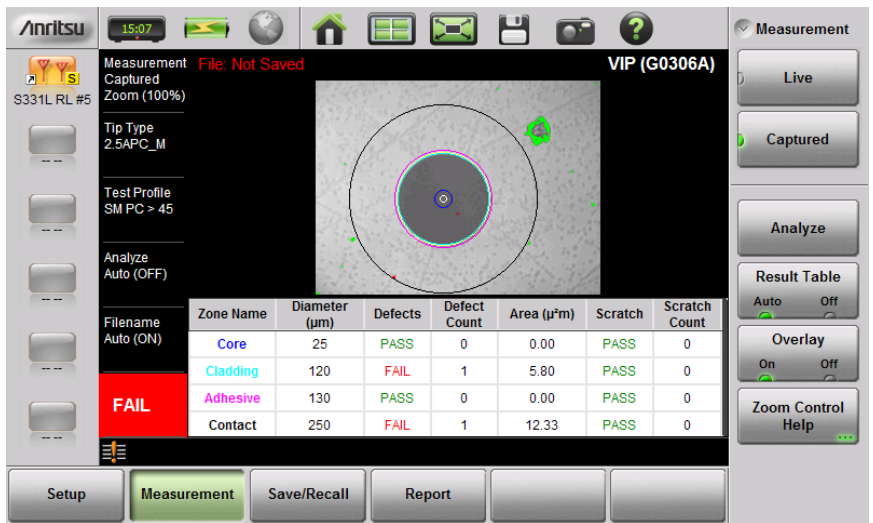 Anritsu
15:07
?
Measurement
S
S331L RL #5
-- --
-- --
-- --
-- --
-- --
Measurement
Captured
Zoom (100%)
Tip Type
2.5APC_M
Test Profile
SM PC > 45
Analyze
Auto (OFF)
Filename
Auto (ON)
FAIL
File: Not Saved
VIP (G0306A)
Zone Name Diameter (µm) Defects Defect Count Area (µ²m) Scratch Scratch Count
Core 25 PASS 0 0.00 PASS 0
Cladding 120 FAIL 1 5.80 PASS 0
Adhesive 130 PASS 0 0.00 PASS 0
Contact 250 FAIL 1 12.33 PASS 0
Live
Captured
Analyze
Result Table
Auto Off
Overlay
On Off
Zoom Control
Help
...
Setup Measurement Save/Recall Report